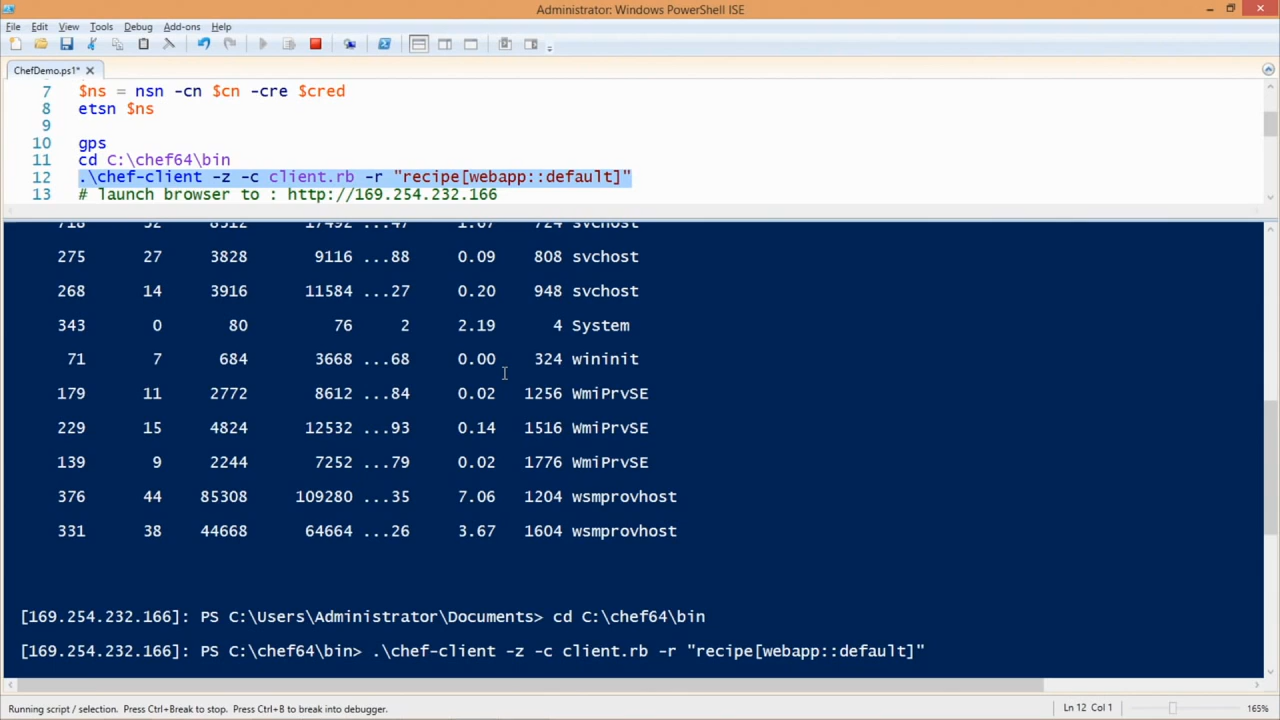 Administrator: Windows PowerShell ISE
File Edit View Tools Debug Add-ons Help
ChefDemo.ps1*
7 $ns = nsn -cn $cn -cre $cred
8 etsn $ns
9
10 gps
11 cd C:\chef64\bin
12 .\chef-client -z -c client.rb -r "recipe[webapp::default]"
13 # launch browser to : http://169.254.232.166
718 52 8512 17492 ...47 1.67 724 svchost
275 27 3828 9116 ...88 0.09 808 svchost
268 14 3916 11584 ...27 0.20 948 svchost
343 0 80 76 2 2.19 4 System
71 7 684 3668 ...68 0.00 324 wininit
179 11 2772 8612 ...84 0.02 1256 WmiPrvSE
229 15 4824 12532 ...93 0.14 1516 WmiPrvSE
139 9 2244 7252 ...79 0.02 1776 WmiPrvSE
376 44 85308 109280 ...35 7.06 1204 wsmprovhost
331 38 44668 64664 ...26 3.67 1604 wsmprovhost
[169.254.232.166]: PS C:\Users\Administrator\Documents> cd C:\chef64\bin
[169.254.232.166]: PS C:\chef64\bin> .\chef-client -z -c client.rb -r "recipe[webapp::default]"
Running script / selection. Press Ctrl+Break to stop. Press Ctrl+B to break into debugger. Ln 12 Col 1 165%